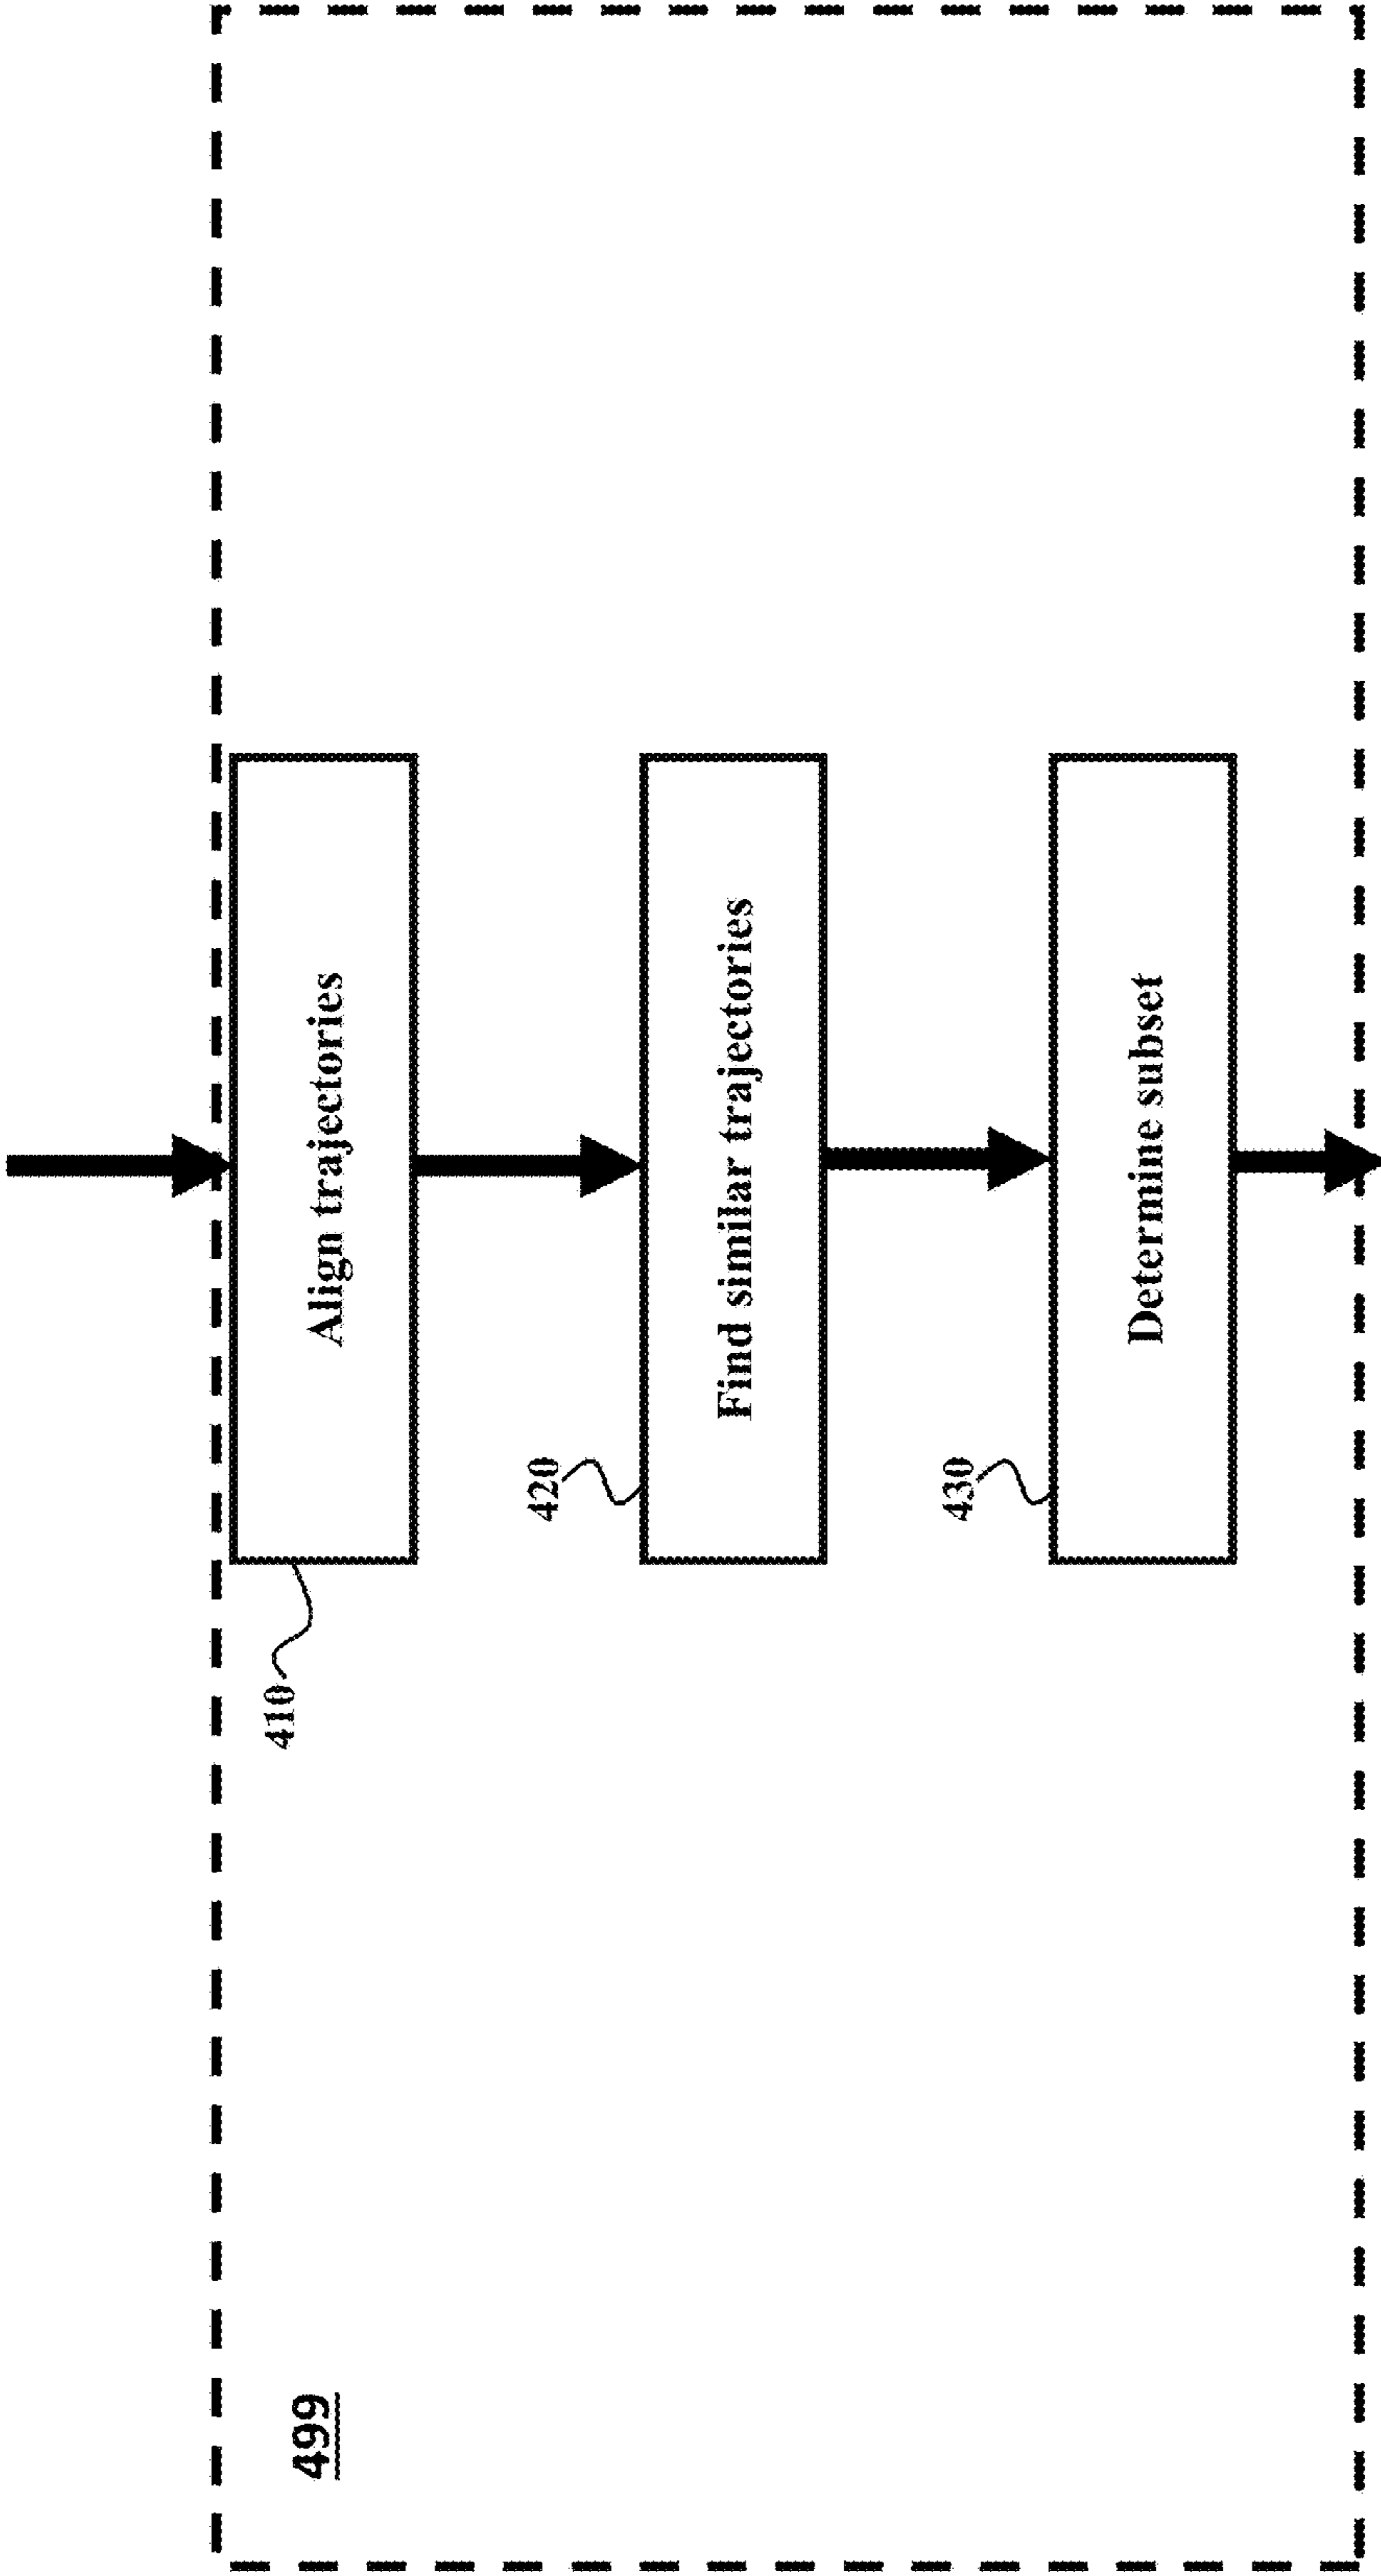 499
410
Align trajectories
420
Find similar trajectories
430
Determine subset